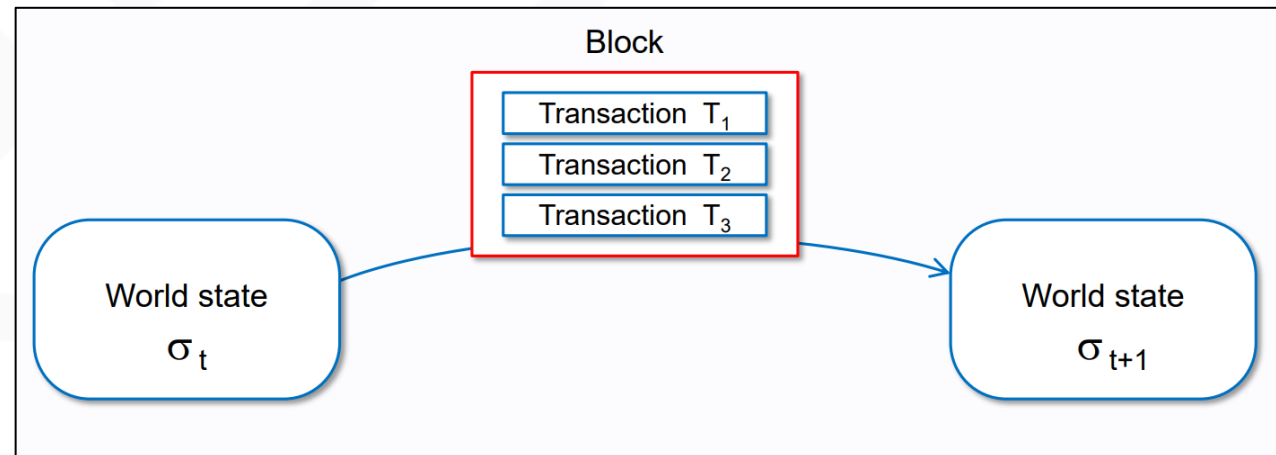 Block
Transaction T₁
Transaction T₂
Transaction T₃
World state
σ t
World state
σ t+1